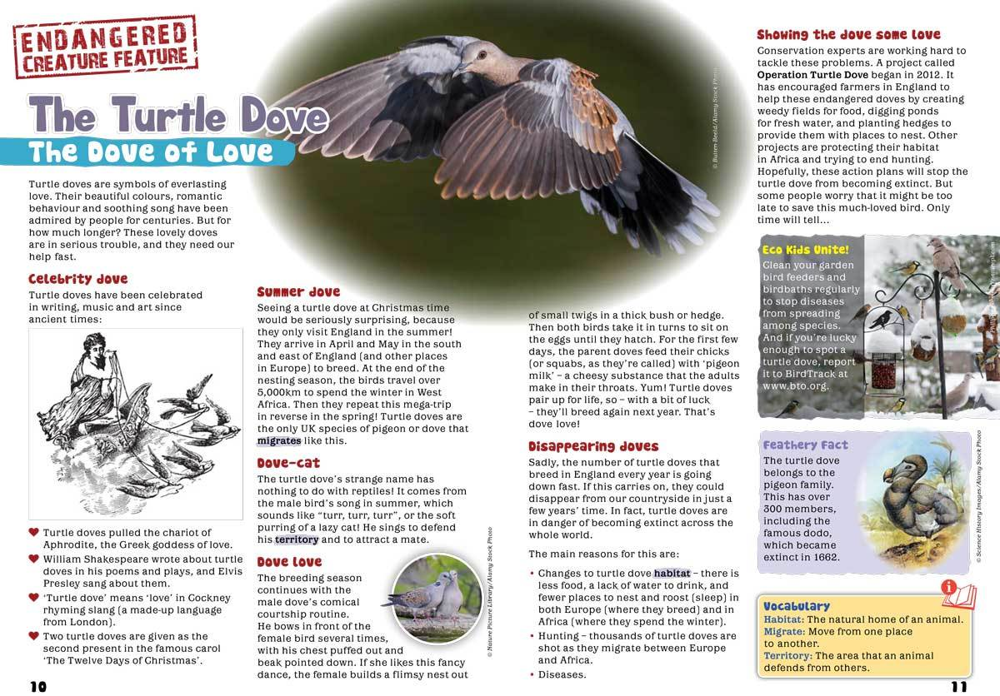 ENDANGERED
CREATURE FEATURE
The Turtle Dove
The Dove of Love
Turtle doves are symbols of everlasting
love. Their beautiful colours, romantic
behaviour and soothing song have been
admired by people for centuries. But for
how much longer? These lovely doves
are in serious trouble, and they need our
help fast.
Celebrity dove
Turtle doves have been celebrated
in writing, music and art since
ancient times:
Turtle doves pulled the chariot of
Aphrodite, the Greek goddess of love.
William Shakespeare wrote about turtle
doves in his poems and plays, and Elvis
Presley sang about them.
‘Turtle dove’ means ‘love’ in Cockney
rhyming slang (a made-up language
from London).
Two turtle doves are given as the
second present in the famous carol
‘The Twelve Days of Christmas’.
10
© Buiten-Beeld/Alamy Stock Photo
Summer dove
Seeing a turtle dove at Christmas time
would be seriously surprising, because
they only visit England in the summer!
They arrive in April and May in the south
and east of England (and other places
in Europe) to breed. At the end of the
nesting season, the birds travel over
5,000km to spend the winter in West
Africa. Then they repeat this mega-trip
in reverse in the spring! Turtle doves are
the only UK species of pigeon or dove that
migrates like this.
Dove-cat
The turtle dove’s strange name has
nothing to do with reptiles! It comes from
the male bird’s song in summer, which
sounds like “turr, turr, turr”, or the soft
purring of a lazy cat! He sings to defend
his territory and to attract a mate.
Dove love
The breeding season
continues with the
male dove’s comical
courtship routine.
He bows in front of the
female bird several times,
with his chest puffed out and
beak pointed down. If she likes this fancy
dance, the female builds a flimsy nest out
© Nature Picture Library/Alamy Stock Photo
of small twigs in a thick bush or hedge.
Then both birds take it in turns to sit on
the eggs until they hatch. For the first few
days, the parent doves feed their chicks
(or squabs, as they’re called) with ‘pigeon
milk’ – a cheesy substance that the adults
make in their throats. Yum! Turtle doves
pair up for life, so – with a bit of luck
– they’ll breed again next year. That’s
dove love!
Disappearing doves
Sadly, the number of turtle doves that
breed in England every year is going
down fast. If this carries on, they could
disappear from our countryside in just a
few years’ time. In fact, turtle doves are
in danger of becoming extinct across the
whole world.
The main reasons for this are:
• Changes to turtle dove habitat – there is
less food, a lack of water to drink, and
fewer places to nest and roost (sleep) in
both Europe (where they breed) and in
Africa (where they spend the winter).
• Hunting – thousands of turtle doves are
shot as they migrate between Europe
and Africa.
• Diseases.
Showing the dove some love
Conservation experts are working hard to
tackle these problems. A project called
Operation Turtle Dove began in 2012. It
has encouraged farmers in England to
help these endangered doves by creating
weedy fields for food, digging ponds
for fresh water, and planting hedges to
provide them with places to nest. Other
projects are protecting their habitat
in Africa and trying to end hunting.
Hopefully, these action plans will stop the
turtle dove from becoming extinct. But
some people worry that it might be too
late to save this much-loved bird. Only
time will tell...
Eco Kids Unite!
Clean your garden
bird feeders and
birdbaths regularly
to stop diseases
from spreading
among species.
And if you’re lucky
enough to spot a
turtle dove, report
it to BirdTrack at
www.bto.org.
Feathery Fact
The turtle dove
belongs to the
pigeon family.
This has over
300 members,
including the
famous dodo,
which became
extinct in 1662.
© Science History Images/Alamy Stock Photo
i
Vocabulary
Habitat: The natural home of an animal.
Migrate: Move from one place
to another.
Territory: The area that an animal
defends from others.
11